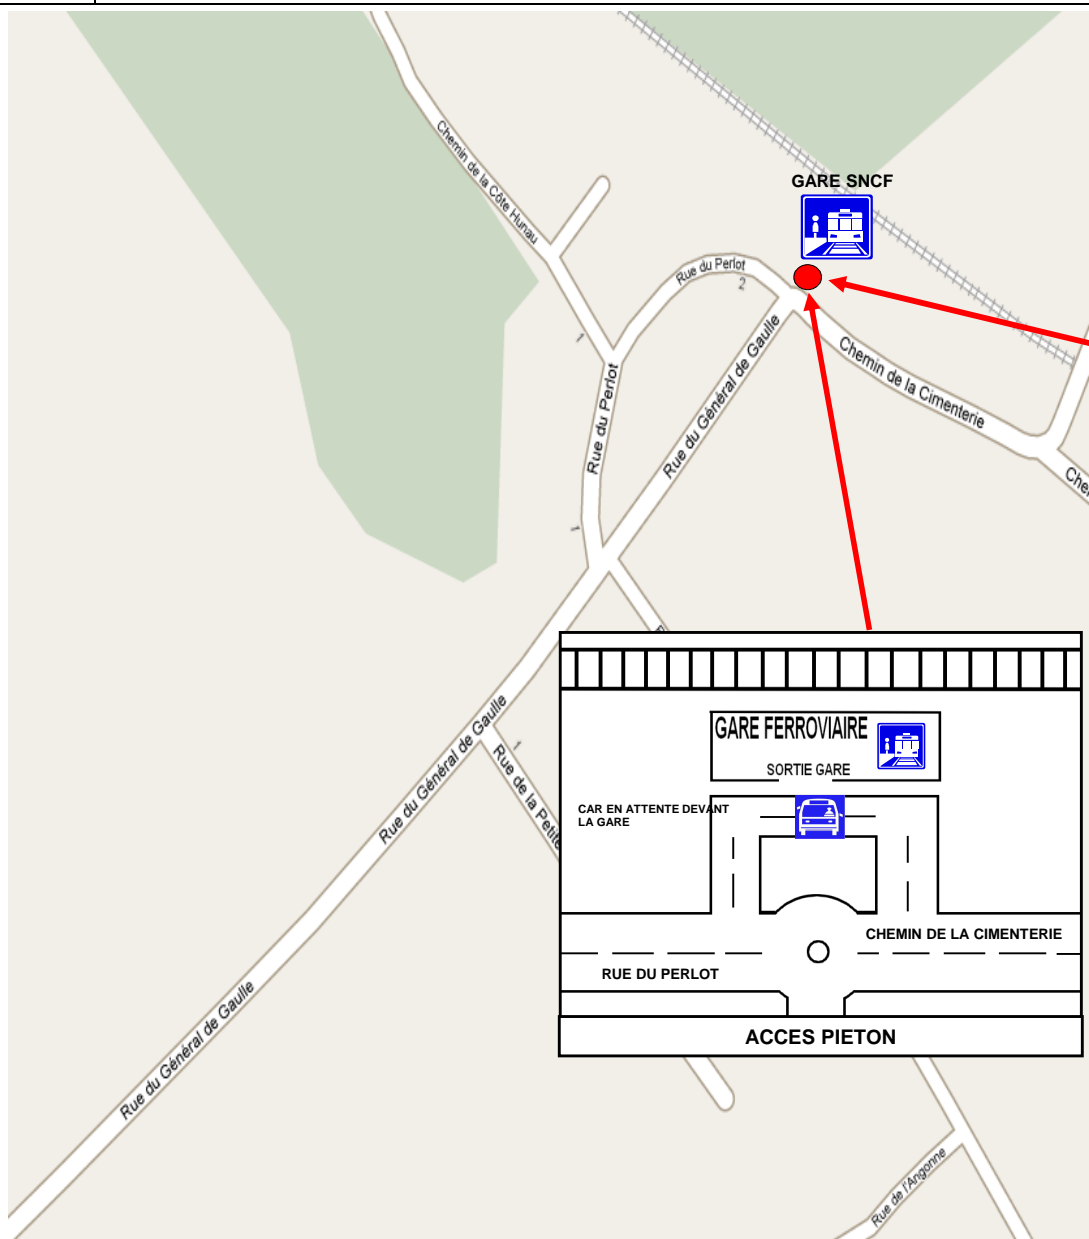 GARE SNCF
Chemin de la Côte Hunau
Rue du Perlot
2
1
Rue du Perlot
Rue du Général de Gaulle
Chemin de la Cimenterie
1
Rue du Général de Gaulle
1
Rue de la Petite
GARE FERROVIAIRE
SORTIE GARE
CAR EN ATTENTE DEVANT
LA GARE
CHEMIN DE LA CIMENTERIE
RUE DU PERLOT
ACCES PIETON
Rue du Général de Gaulle
Rue de l'Angonne